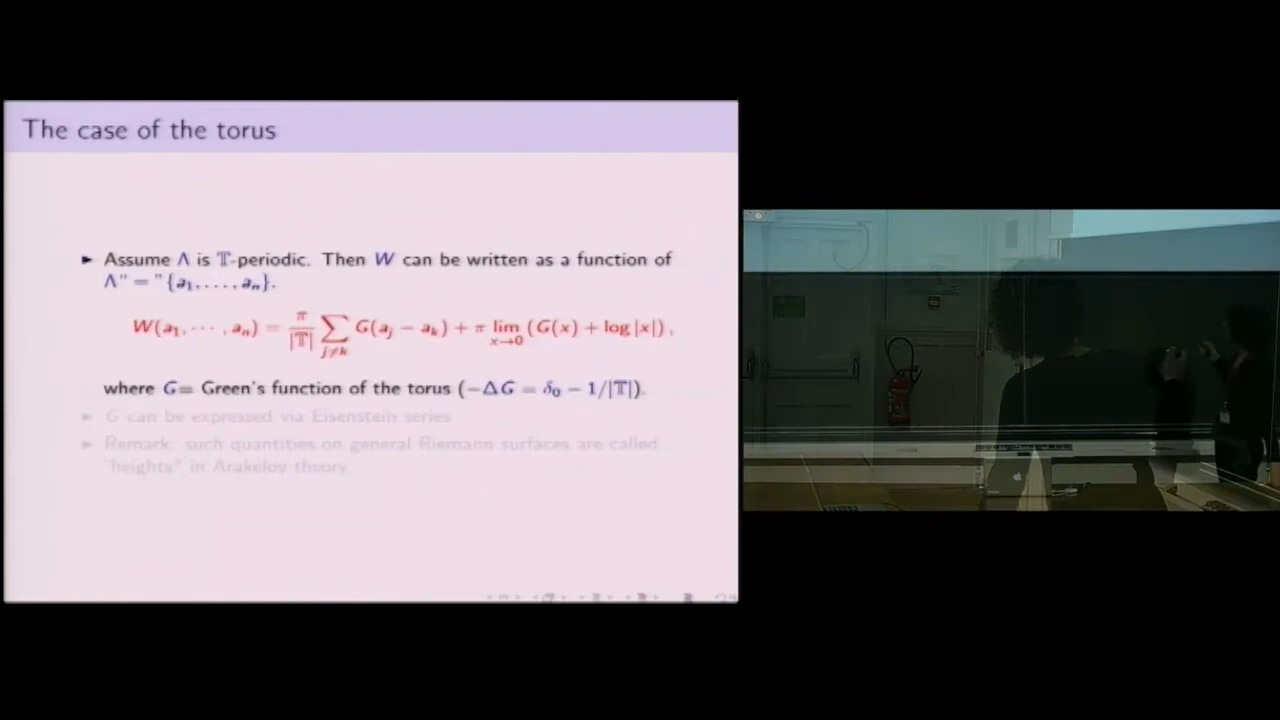 The case of the torus
► Assume Λ is 𝕋-periodic. Then W can be written as a function of
Λ" = "{a₁, . . . , aₙ}.
W(a₁, · · · , aₙ) = π/|𝕋| ∑_{j≠k} G(aⱼ − aₖ) + π lim_{x→0} (G(x) + log |x|) ,
where G= Green's function of the torus (−ΔG = δ₀ − 1/|𝕋|).
► G can be expressed via Eisenstein series
► Remark: such quantities on general Riemann surfaces are called
"heights" in Arakelov theory.